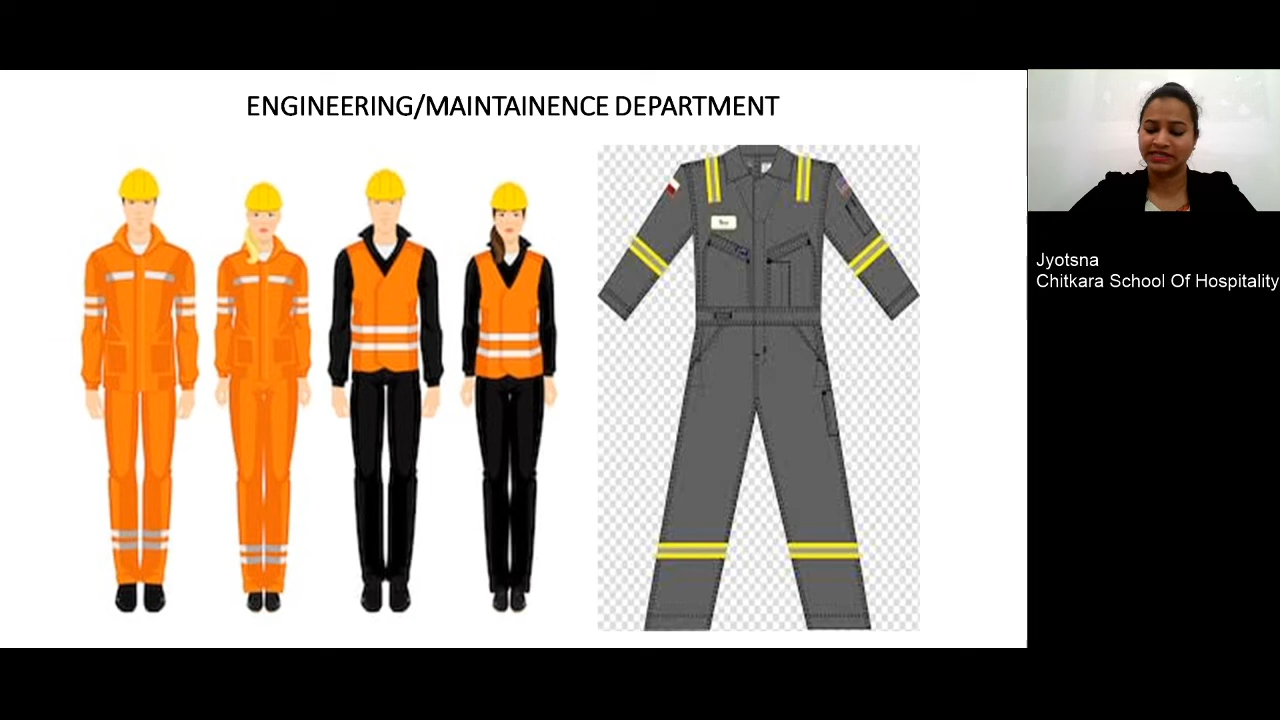 ENGINEERING/MAINTAINENCE DEPARTMENT
Jyotsna
Chitkara School Of Hospitality